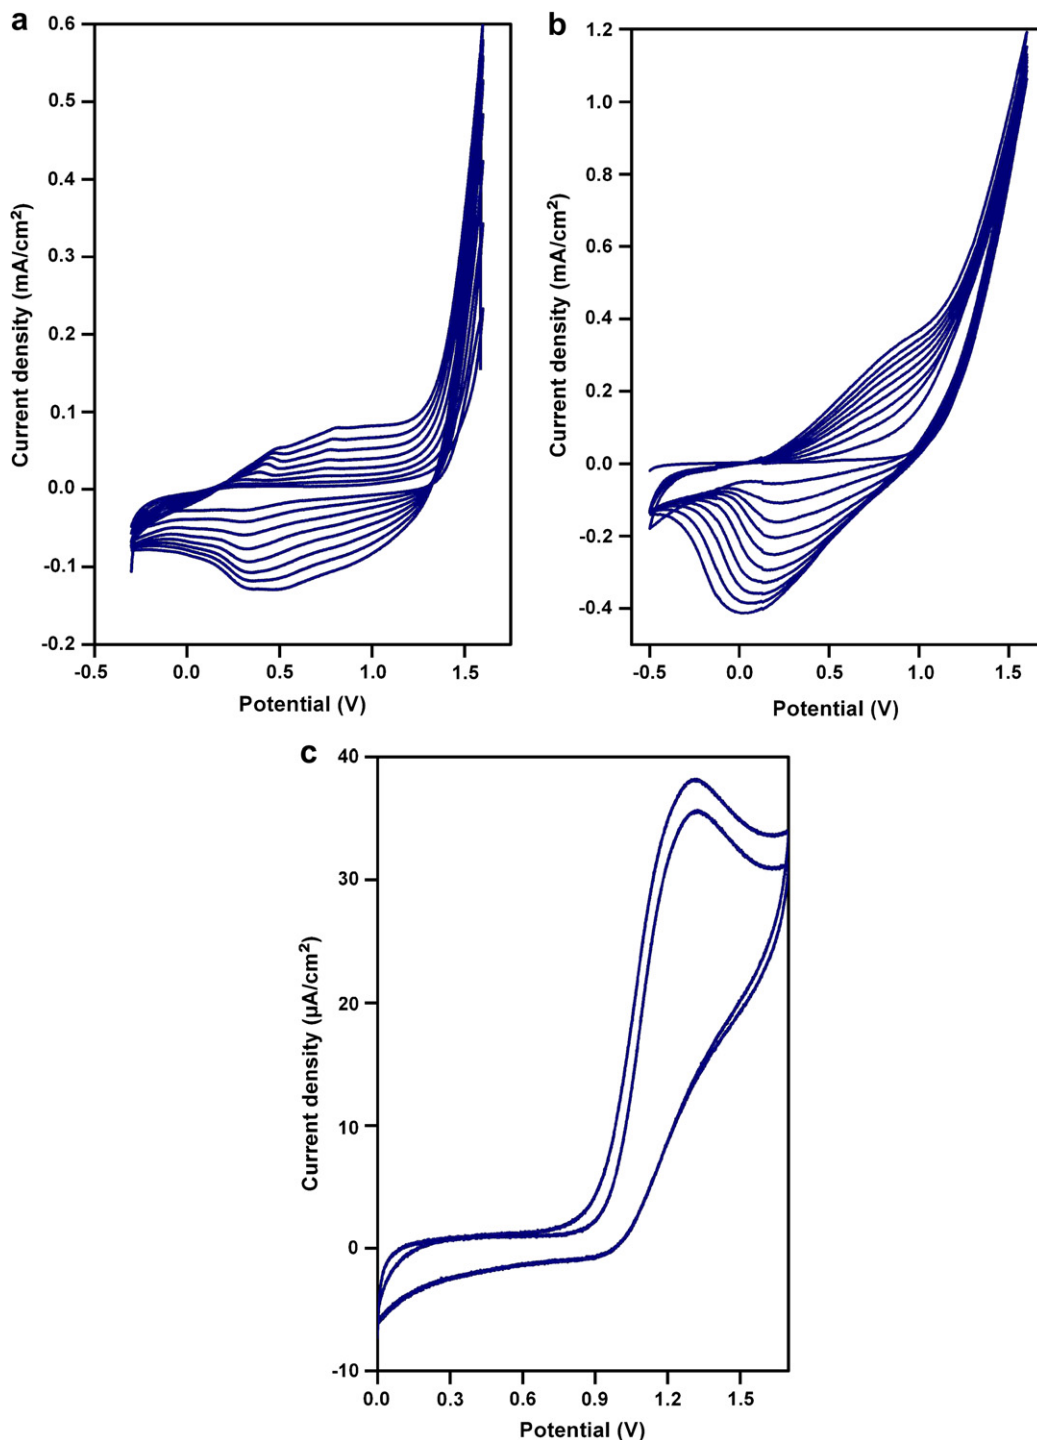 a
0.6
0.5
0.4
0.3
0.2
0.1
0.0
-0.1
-0.2
Current density (mA/cm²)
-0.5 0.0 0.5 1.0 1.5
Potential (V)
b
1.2
1.0
0.8
0.6
0.4
0.2
0.0
-0.2
-0.4
Current density (mA/cm²)
-0.5 0.0 0.5 1.0 1.5
Potential (V)
c
40
30
20
10
0
-10
Current density (µA/cm²)
0.0 0.3 0.6 0.9 1.2 1.5
Potential (V)